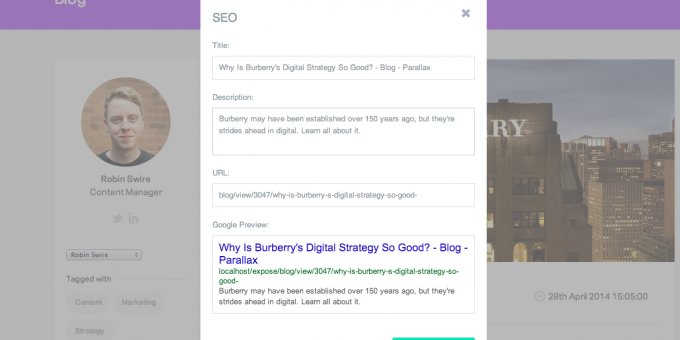 Blog
SEO
Title:
Why Is Burberry's Digital Strategy So Good? - Blog - Parallax
Description:
Burberry may have been established over 150 years ago, but they're
strides ahead in digital. Learn all about it.
URL:
blog/view/3047/why-is-burberry-s-digital-strategy-so-good-
Google Preview:
Why Is Burberry's Digital Strategy So Good? - Blog -
Parallax
localhost/expose/blog/view/3047/why-is-burberry-s-digital-strategy-so-
good-
Burberry may have been established over 150 years ago, but they're
strides ahead in digital. Learn all about it.
Robin Swire
Content Manager
Robin Swire
Tagged with
Content
Marketing
Strategy
RY
28th April 2014 15:05:00